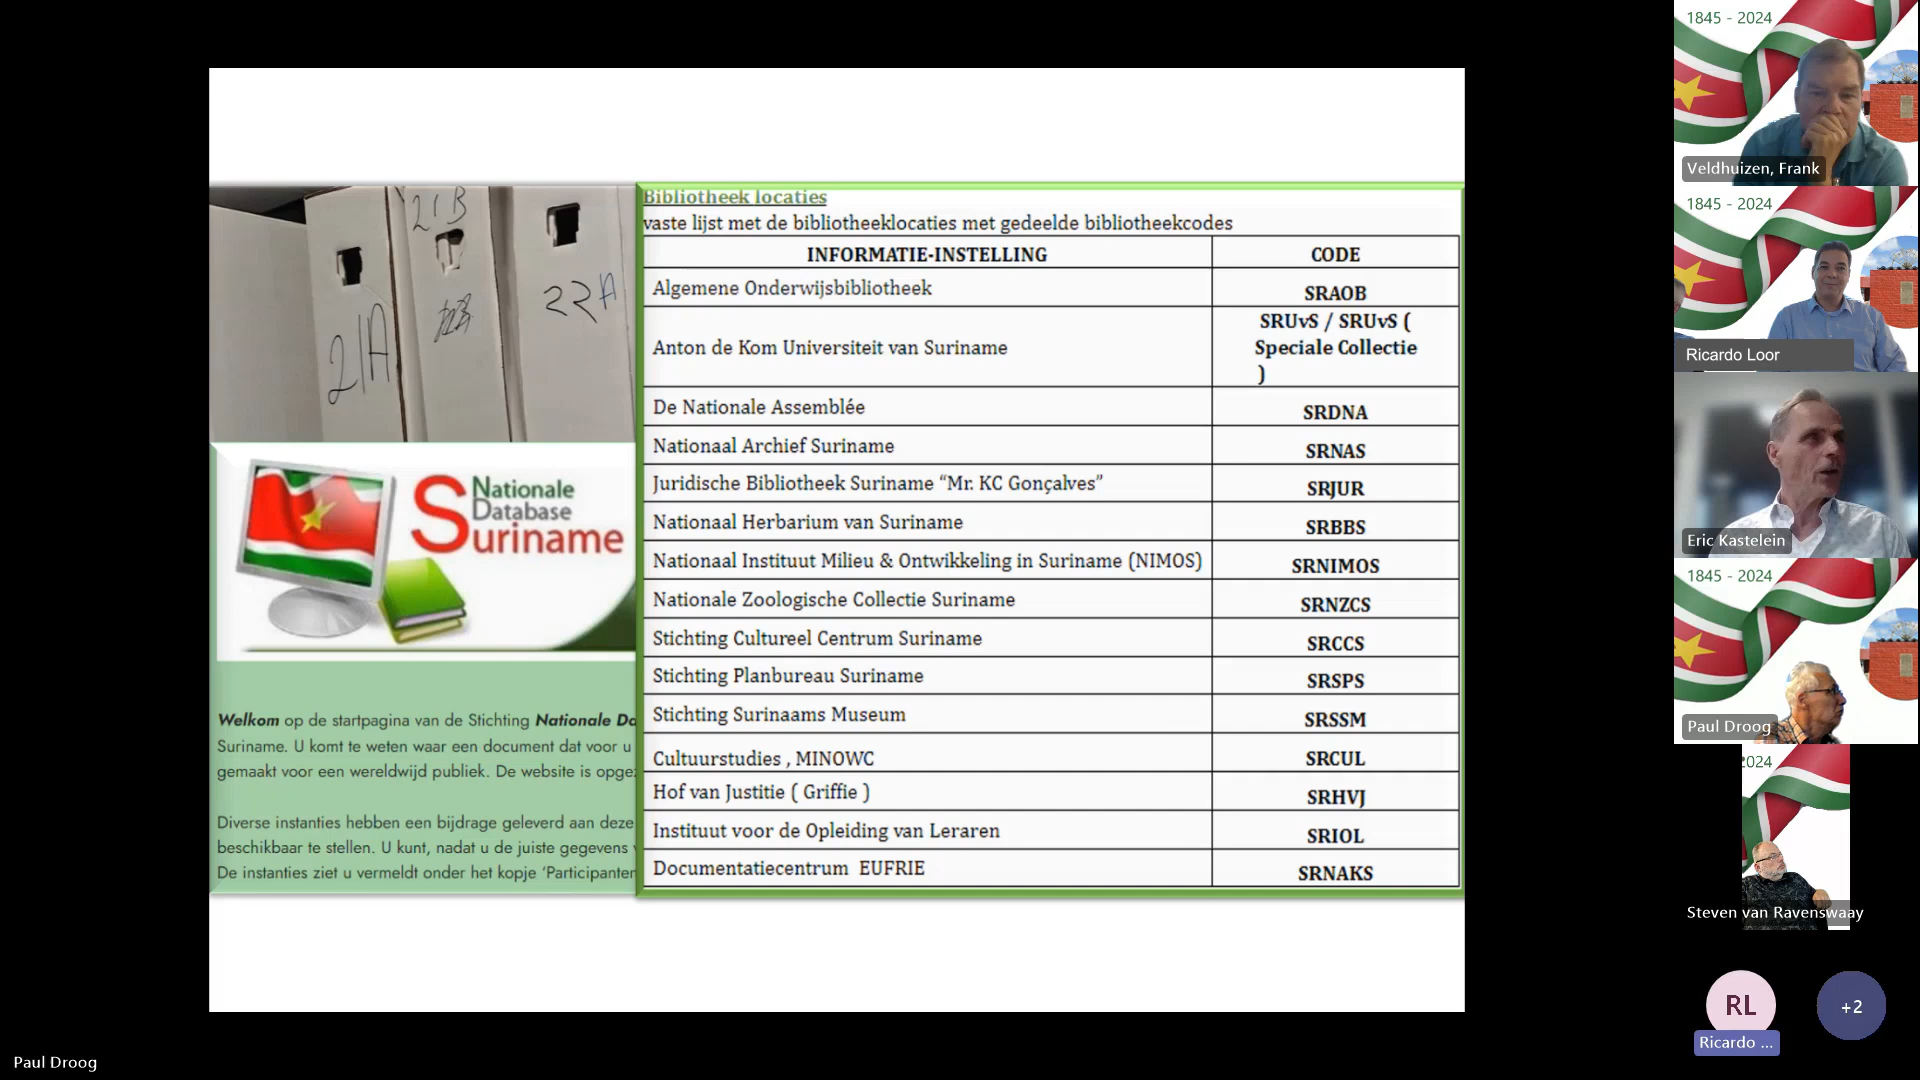 21A
21B
22A
Nationale
Database
Suriname
Welkom op de startpagina van de Stichting Nationale Da
Suriname. U komt te weten waar een document dat voor u
gemaakt voor een wereldwijd publiek. De website is opge
Diverse instanties hebben een bijdrage geleverd aan deze
beschikbaar te stellen. U kunt, nadat u de juiste gegevens
De instanties ziet u vermeldt onder het kopje ‘Participanten
Bibliotheek locaties
vaste lijst met de bibliotheeklocaties met gedeelde bibliotheekcodes
INFORMATIE-INSTELLING CODE
Algemene Onderwijsbibliotheek SRAOB
Anton de Kom Universiteit van Suriname SRUvS / SRUvS (
Speciale Collectie
)
De Nationale Assemblée SRDNA
Nationaal Archief Suriname SRNAS
Juridische Bibliotheek Suriname “Mr. KC Gonçalves” SRJUR
Nationaal Herbarium van Suriname SRBBS
Nationaal Instituut Milieu & Ontwikkeling in Suriname (NIMOS) SRNIMOS
Nationale Zoologische Collectie Suriname SRNZCS
Stichting Cultureel Centrum Suriname SRCCS
Stichting Planbureau Suriname SRSPS
Stichting Surinaams Museum SRSSM
Cultuurstudies , MINOWC SRCUL
Hof van Justitie ( Griffie ) SRHVJ
Instituut voor de Opleiding van Leraren SRIOL
Documentatiecentrum EUFRIE SRNAKS
1845 - 2024
Veldhuizen, Frank
1845 - 2024
Ricardo Loor
Eric Kastelein
1845 - 2024
Paul Droog
2024
Steven van Ravenswaay
RL
+2
Ricardo ...
Paul Droog